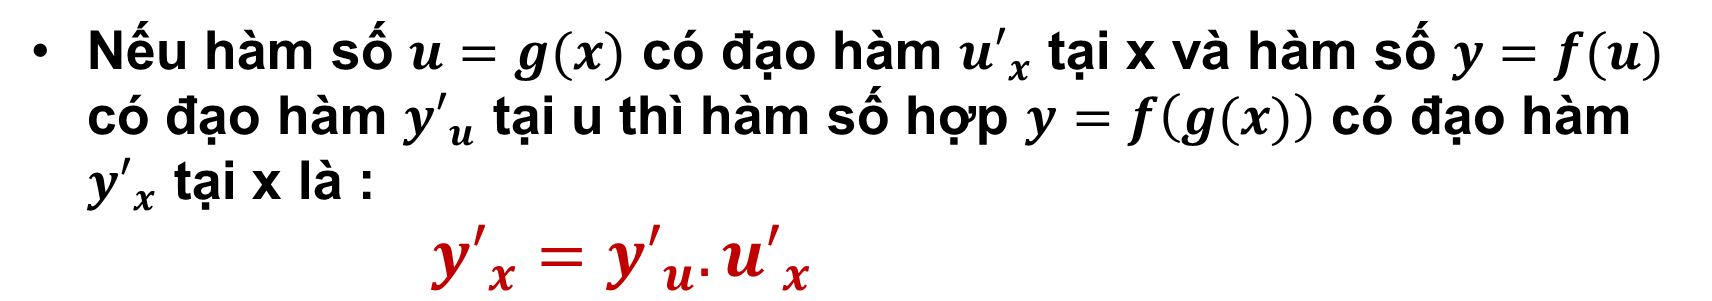 • Nếu hàm số u = g(x) có đạo hàm u'ₓ tại x và hàm số y = f(u)
có đạo hàm y'ᵤ tại u thì hàm số hợp y = f(g(x)) có đạo hàm
y'ₓ tại x là :
y'ₓ = y'ᵤ. u'ₓ